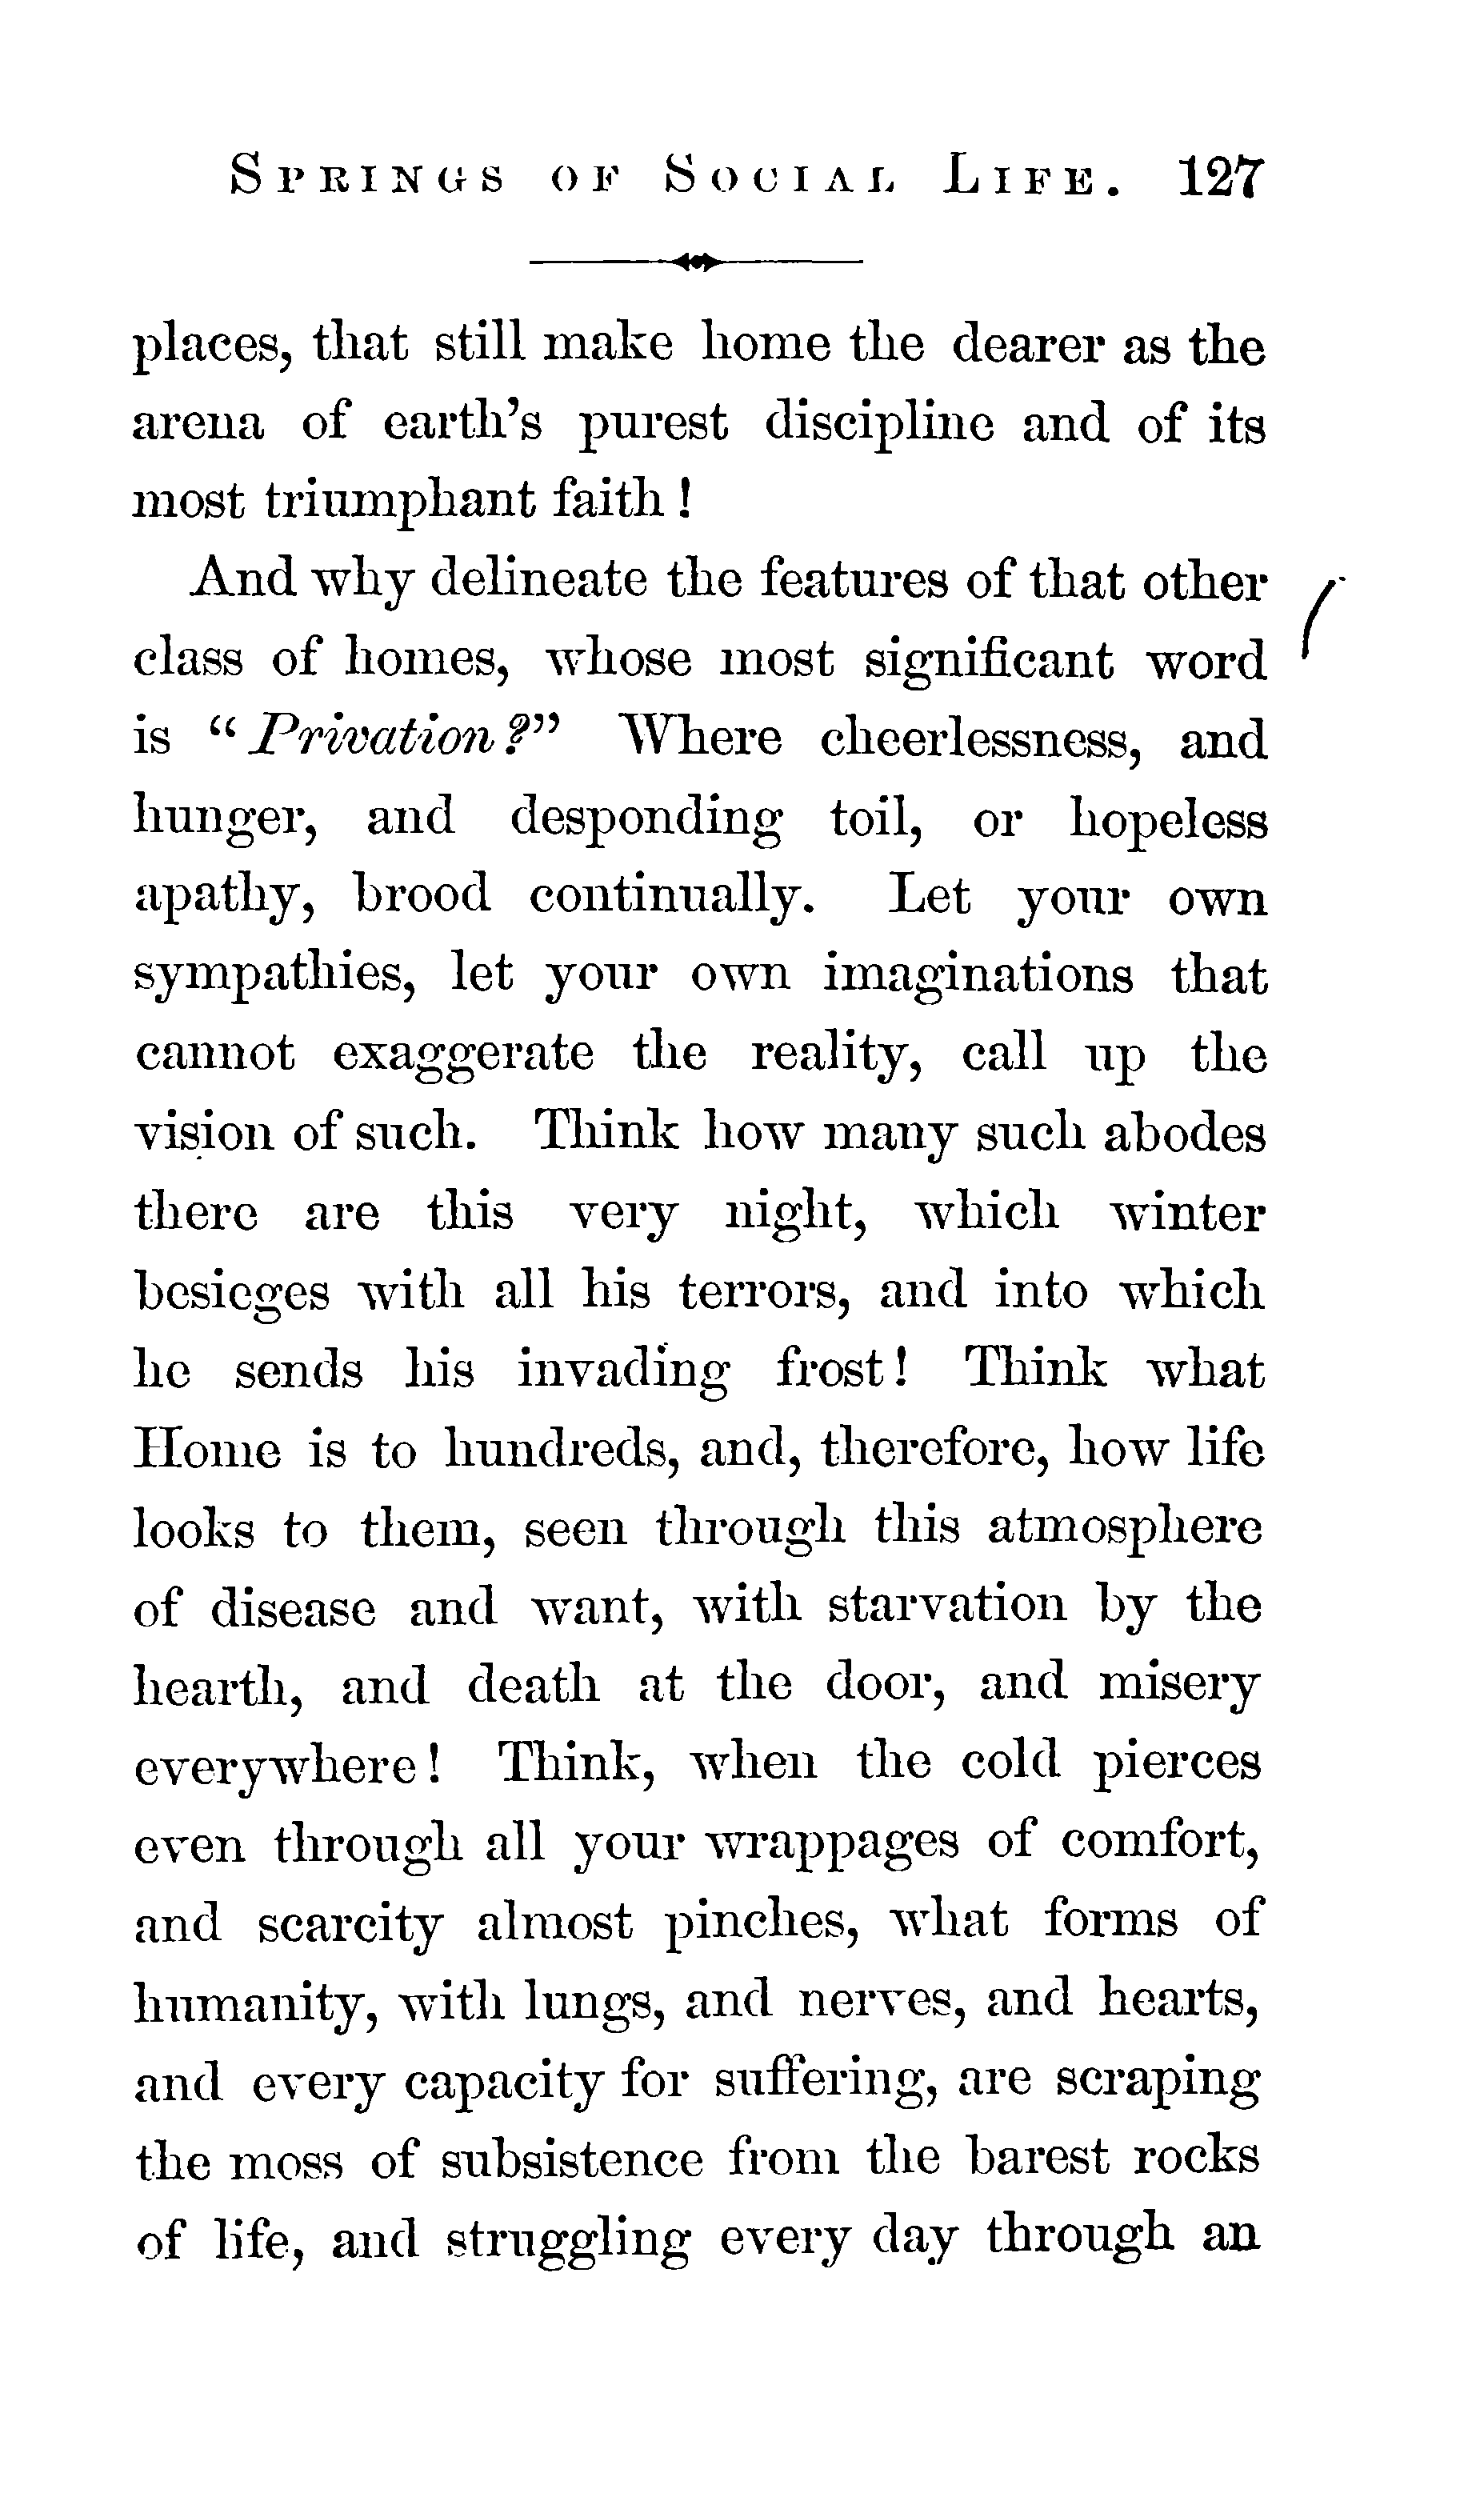 SPRINGS OF SOCIAL LIFE. 127
places, that still make home the dearer as the
arena of earth's purest discipline and of its
most triumphant faith !
And why delineate the features of that other
class of homes, whose most significant word
is “ Privation ?” Where cheerlessness, and
hunger, and desponding toil, or hopeless
apathy, brood continually. Let your own
sympathies, let your own imaginations that
cannot exaggerate the reality, call up the
vision of such. Think how many such abodes
there are this very night, which winter
besieges with all his terrors, and into which
he sends his invading frost! Think what
Home is to hundreds, and, therefore, how life
looks to them, seen through this atmosphere
of disease and want, with starvation by the
hearth, and death at the door, and misery
everywhere! Think, when the cold pierces
even through all your wrappages of comfort,
and scarcity almost pinches, what forms of
humanity, with lungs, and nerves, and hearts,
and every capacity for suffering, are scraping
the moss of subsistence from the barest rocks
of life, and struggling every day through an